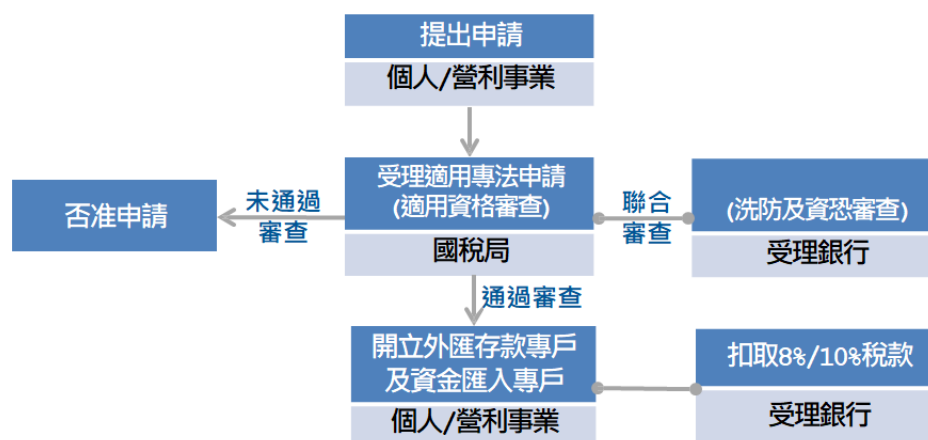 提出申請
個人/營利事業
受理適用專法申請
(適用資格審查)
國稅局
未通過
審查
否准申請
聯合
審查
(洗防及資恐審查)
受理銀行
通過審查
開立外匯存款專戶
及資金匯入專戶
個人/營利事業
扣取8%/10%稅款
受理銀行